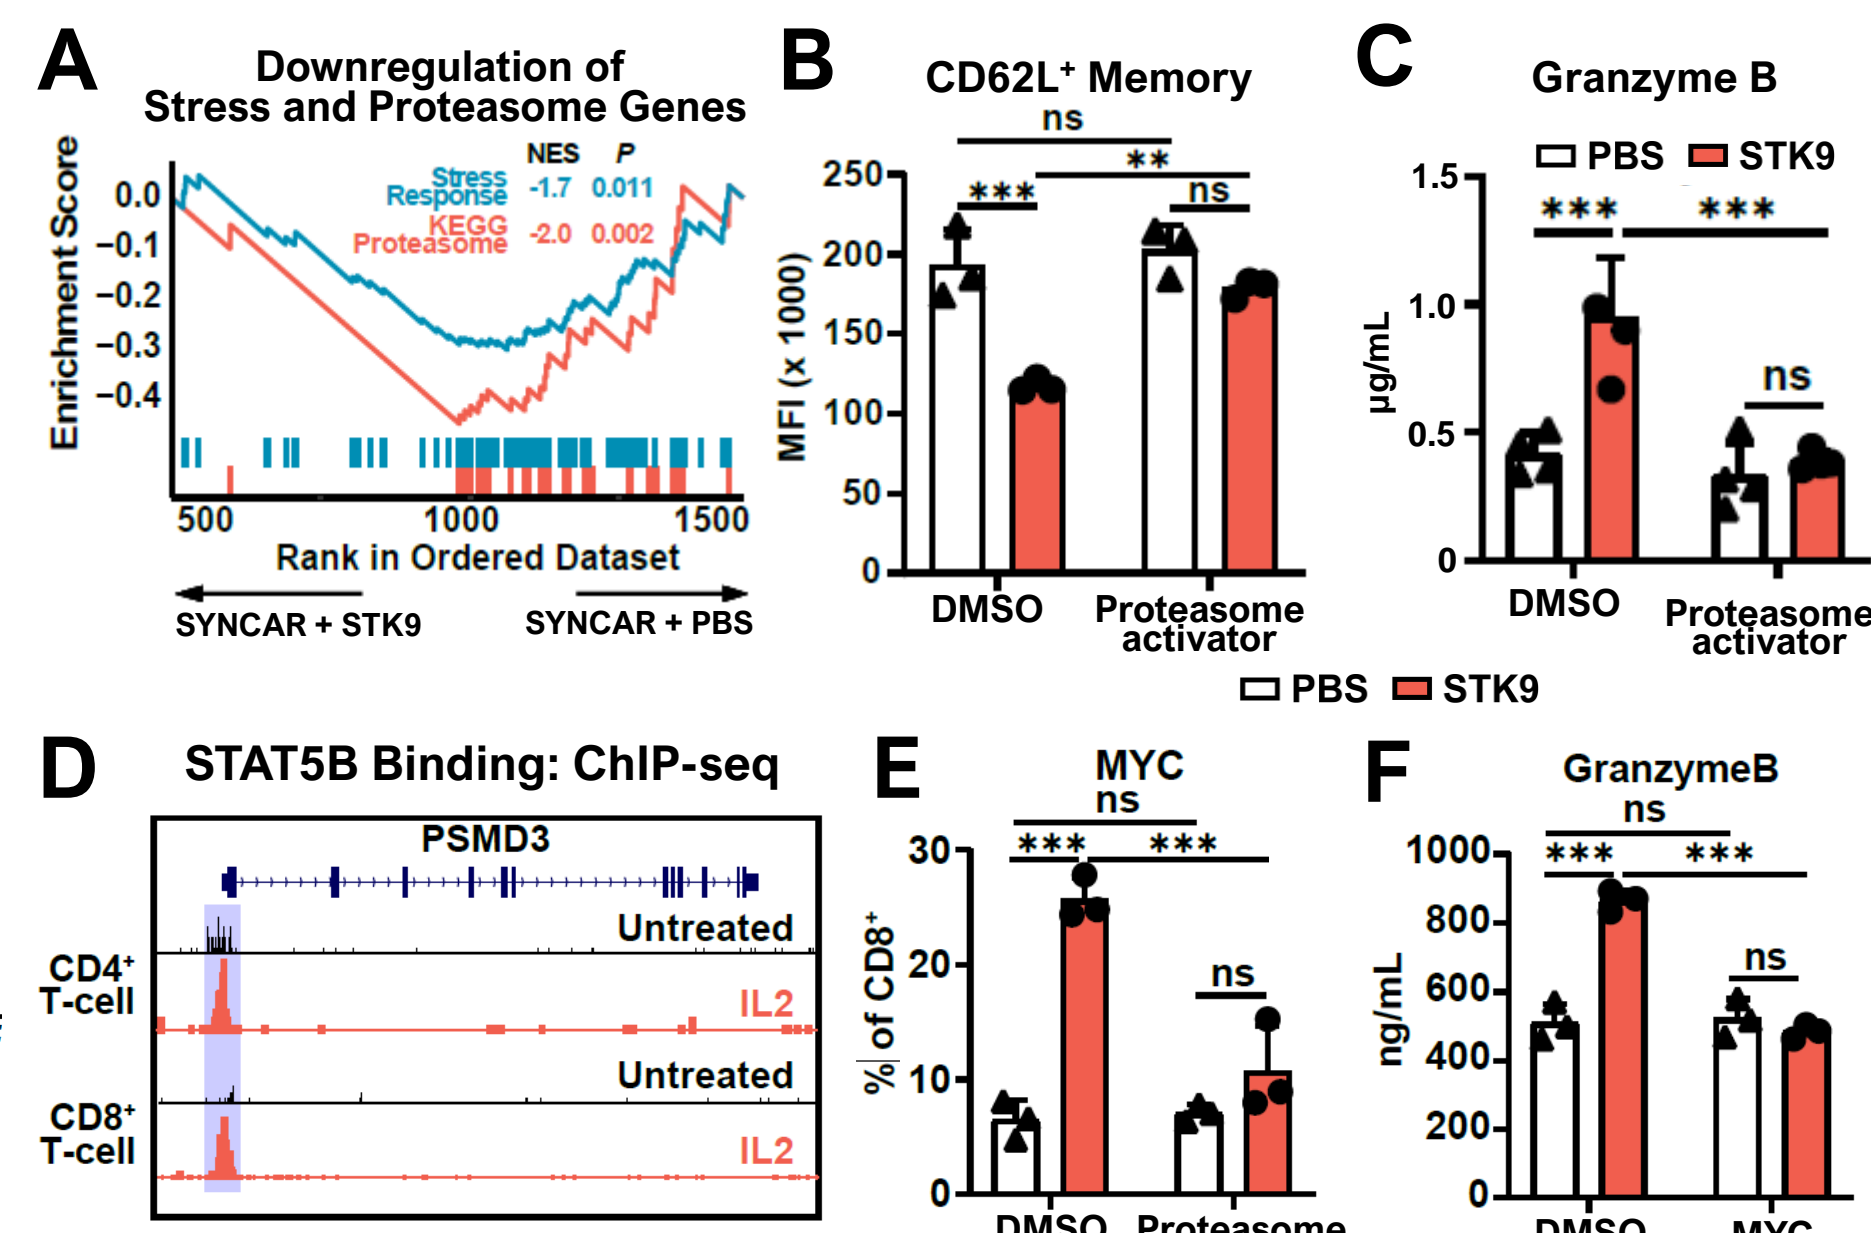 A
Downregulation of
Stress and Proteasome Genes
NES P
Stress
Response -1.7 0.011
KEGG
Proteasome -2.0 0.002
Enrichment Score
0.0
−0.1
−0.2
−0.3
−0.4
500 1000 1500
Rank in Ordered Dataset
SYNCAR + STK9 SYNCAR + PBS
B
CD62L+ Memory
ns
**
*** ns
MFI (x 1000)
250
200
150
100
50
0
DMSO Proteasome
activator
C
Granzyme B
PBS STK9
*** ***
ns
µg/mL
1.5
1.0
0.5
0
DMSO Proteasome
activator
PBS STK9
D
STAT5B Binding: ChIP-seq
PSMD3
Untreated
CD4+
T-cell
IL2
Untreated
CD8+
T-cell
IL2
E
MYC
ns
*** ***
ns
% of CD8+
30
20
10
0
DMSO Proteasome
F
GranzymeB
ns
*** ***
ns
ng/mL
1000
800
600
400
200
0
DMSO MYC